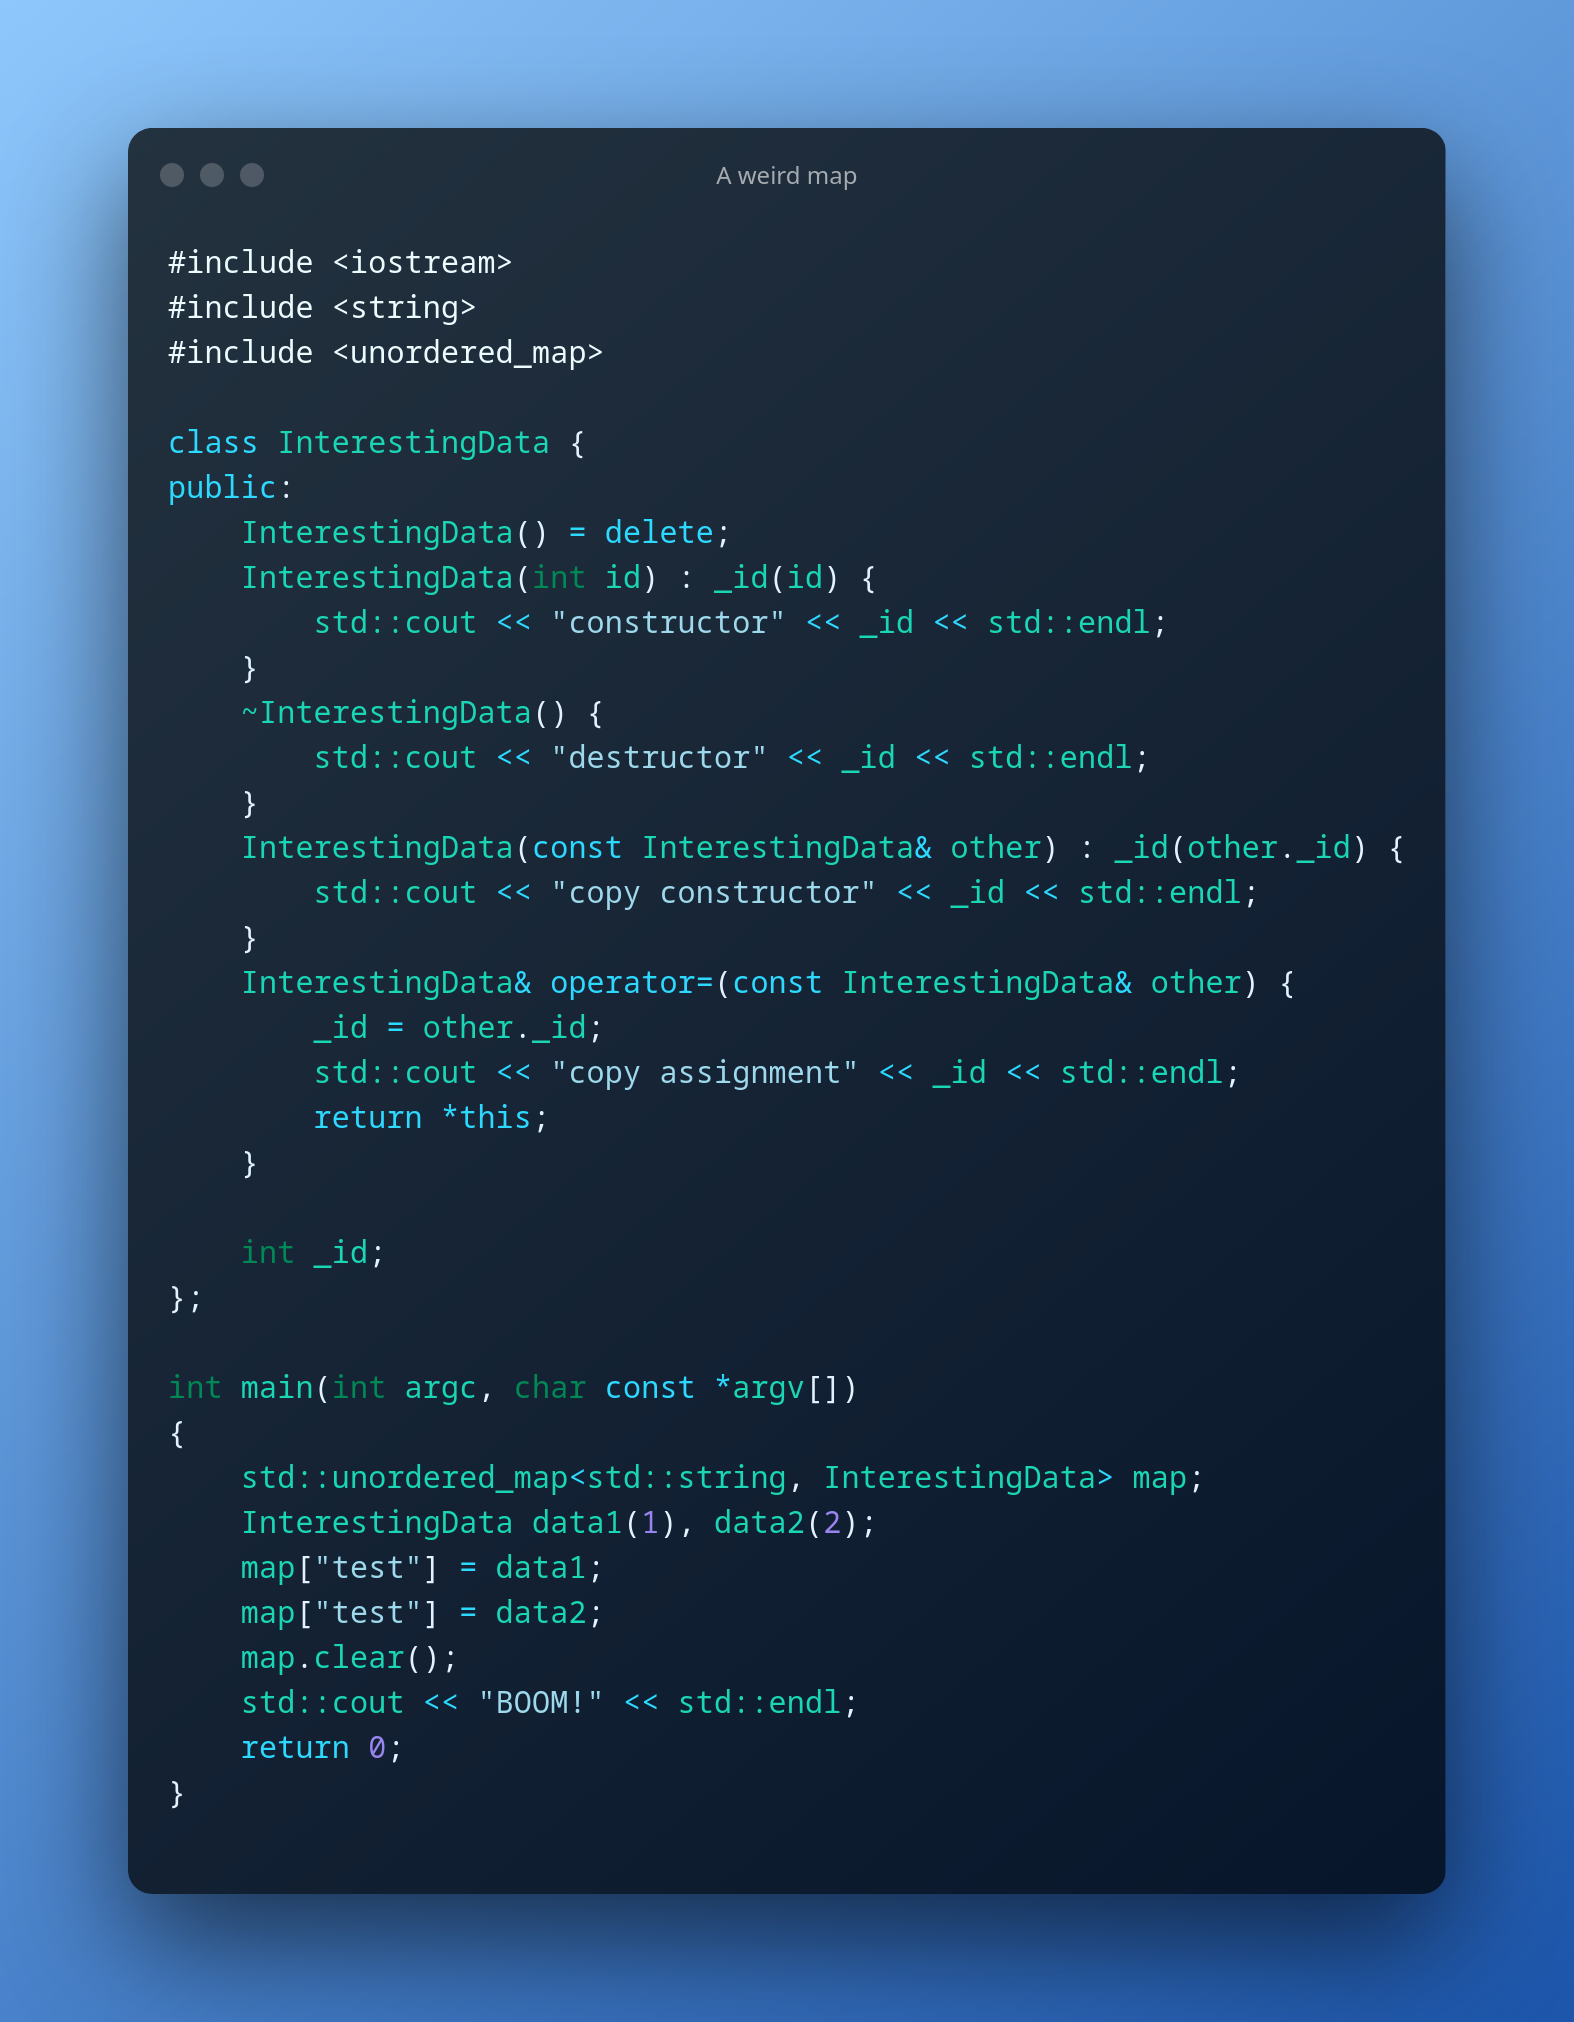 A weird map
#include <iostream>
#include <string>
#include <unordered_map>

class InterestingData {
public:
    InterestingData() = delete;
    InterestingData(int id) : _id(id) {
        std::cout << "constructor" << _id << std::endl;
    }
    ~InterestingData() {
        std::cout << "destructor" << _id << std::endl;
    }
    InterestingData(const InterestingData& other) : _id(other._id) {
        std::cout << "copy constructor" << _id << std::endl;
    }
    InterestingData& operator=(const InterestingData& other) {
        _id = other._id;
        std::cout << "copy assignment" << _id << std::endl;
        return *this;
    }

    int _id;
};

int main(int argc, char const *argv[])
{
    std::unordered_map<std::string, InterestingData> map;
    InterestingData data1(1), data2(2);
    map["test"] = data1;
    map["test"] = data2;
    map.clear();
    std::cout << "BOOM!" << std::endl;
    return 0;
}